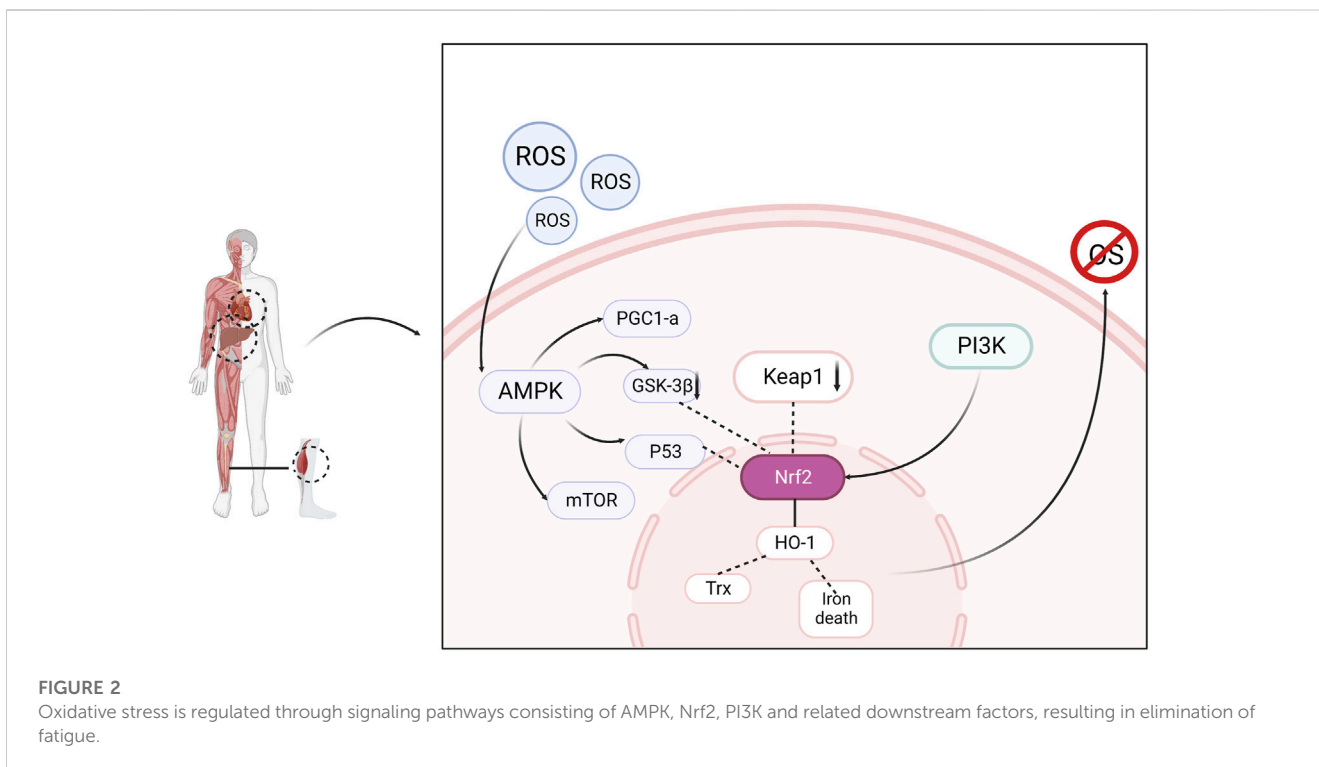 ROS
ROS
ROS
OS
PGC1-a
PI3K
AMPK
GSK-3β
Keap1
P53
Nrf2
mTOR
HO-1
Trx
Iron
death
FIGURE 2
Oxidative stress is regulated through signaling pathways consisting of AMPK, Nrf2, PI3K and related downstream factors, resulting in elimination of
fatigue.